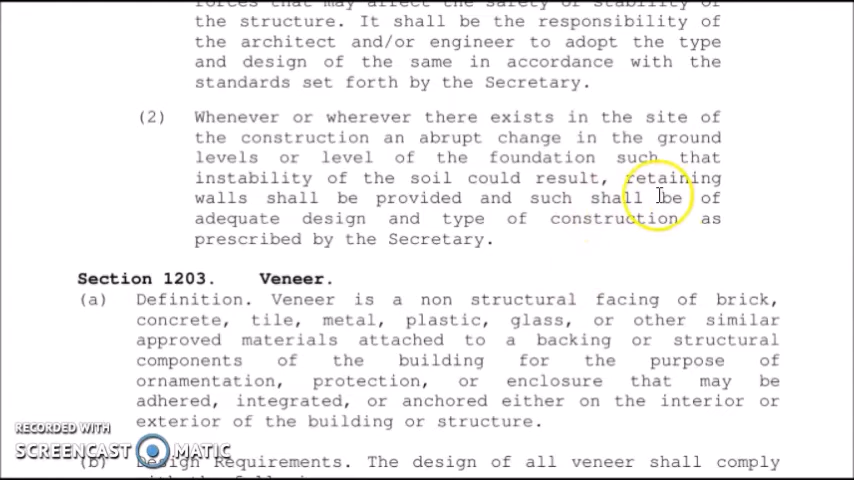 forces that may affect the safety or stability of
the structure. It shall be the responsibility of
the architect and/or engineer to adopt the type
and design of the same in accordance with the
standards set forth by the Secretary.
(2) Whenever or wherever there exists in the site of
the construction an abrupt change in the ground
levels or level of the foundation such that
instability of the soil could result, retaining
walls shall be provided and such shall be of
adequate design and type of construction as
prescribed by the Secretary.
Section 1203. Veneer.
(a) Definition. Veneer is a non structural facing of brick,
concrete, tile, metal, plastic, glass, or other similar
approved materials attached to a backing or structural
components of the building for the purpose of
ornamentation, protection, or enclosure that may be
adhered, integrated, or anchored either on the interior or
exterior of the building or structure.
(b) Design Requirements. The design of all veneer shall comply
with the following
RECORDED WITH
SCREENCAST MATIC